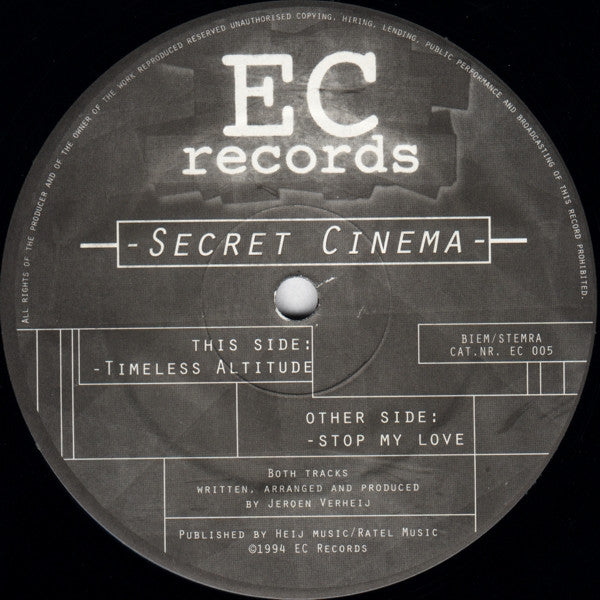 ALL RIGHTS OF THE PRODUCER AND OF THE OWNER OF THE WORK REPRODUCED RESERVED UNAUTHORISED COPYING, HIRING, LENDING, PUBLIC PERFORMANCE AND BROADCASTING OF THIS RECORD PROHIBITED.
EC
records
-SECRET CINEMA-
THIS SIDE:
-TIMELESS ALTITUDE
BIEM/STEMRA
CAT.NR. EC 005
OTHER SIDE:
-STOP MY LOVE
BOTH TRACKS
WRITTEN, ARRANGED AND PRODUCED
BY JEROEN VERHEIJ
PUBLISHED BY HEIJ MUSIC/RATEL MUSIC
©1994 EC RECORDS